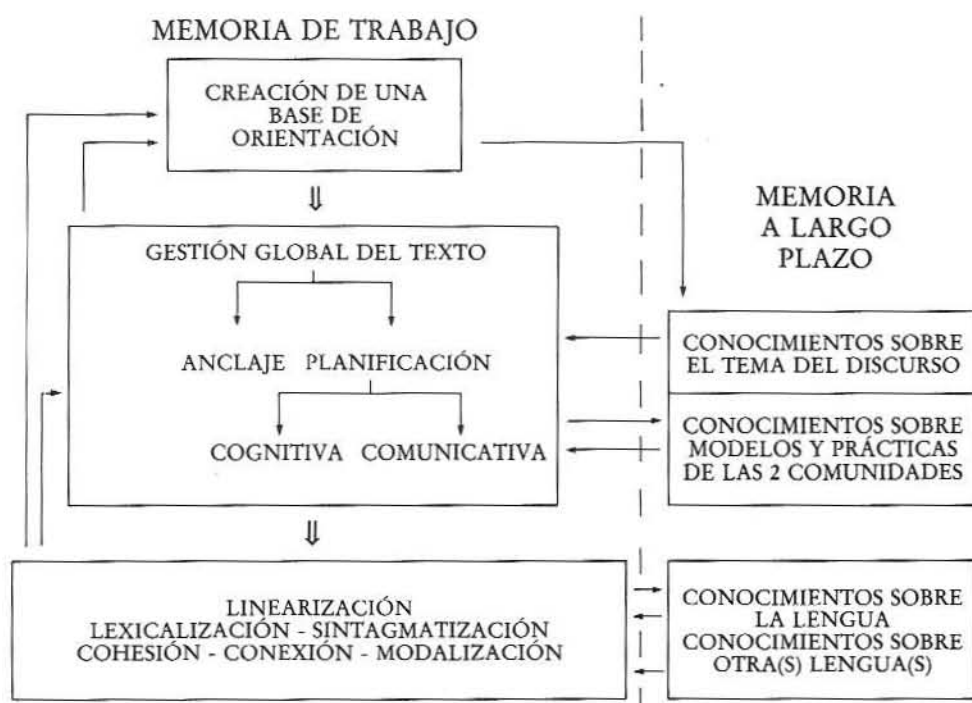 MEMORIA DE TRABAJO
CREACIÓN DE UNA
BASE DE
ORIENTACIÓN
MEMORIA
A LARGO
PLAZO
GESTIÓN GLOBAL DEL TEXTO
ANCLAJE PLANIFICACIÓN
COGNITIVA COMUNICATIVA
CONOCIMIENTOS SOBRE
EL TEMA DEL DISCURSO
CONOCIMIENTOS SOBRE
MODELOS Y PRÁCTICAS
DE LAS 2 COMUNIDADES
LINEARIZACIÓN
LEXICALIZACIÓN - SINTAGMATIZACIÓN
COHESIÓN - CONEXIÓN - MODALIZACIÓN
CONOCIMIENTOS SOBRE
LA LENGUA
CONOCIMIENTOS SOBRE
OTRA(S) LENGUA(S)